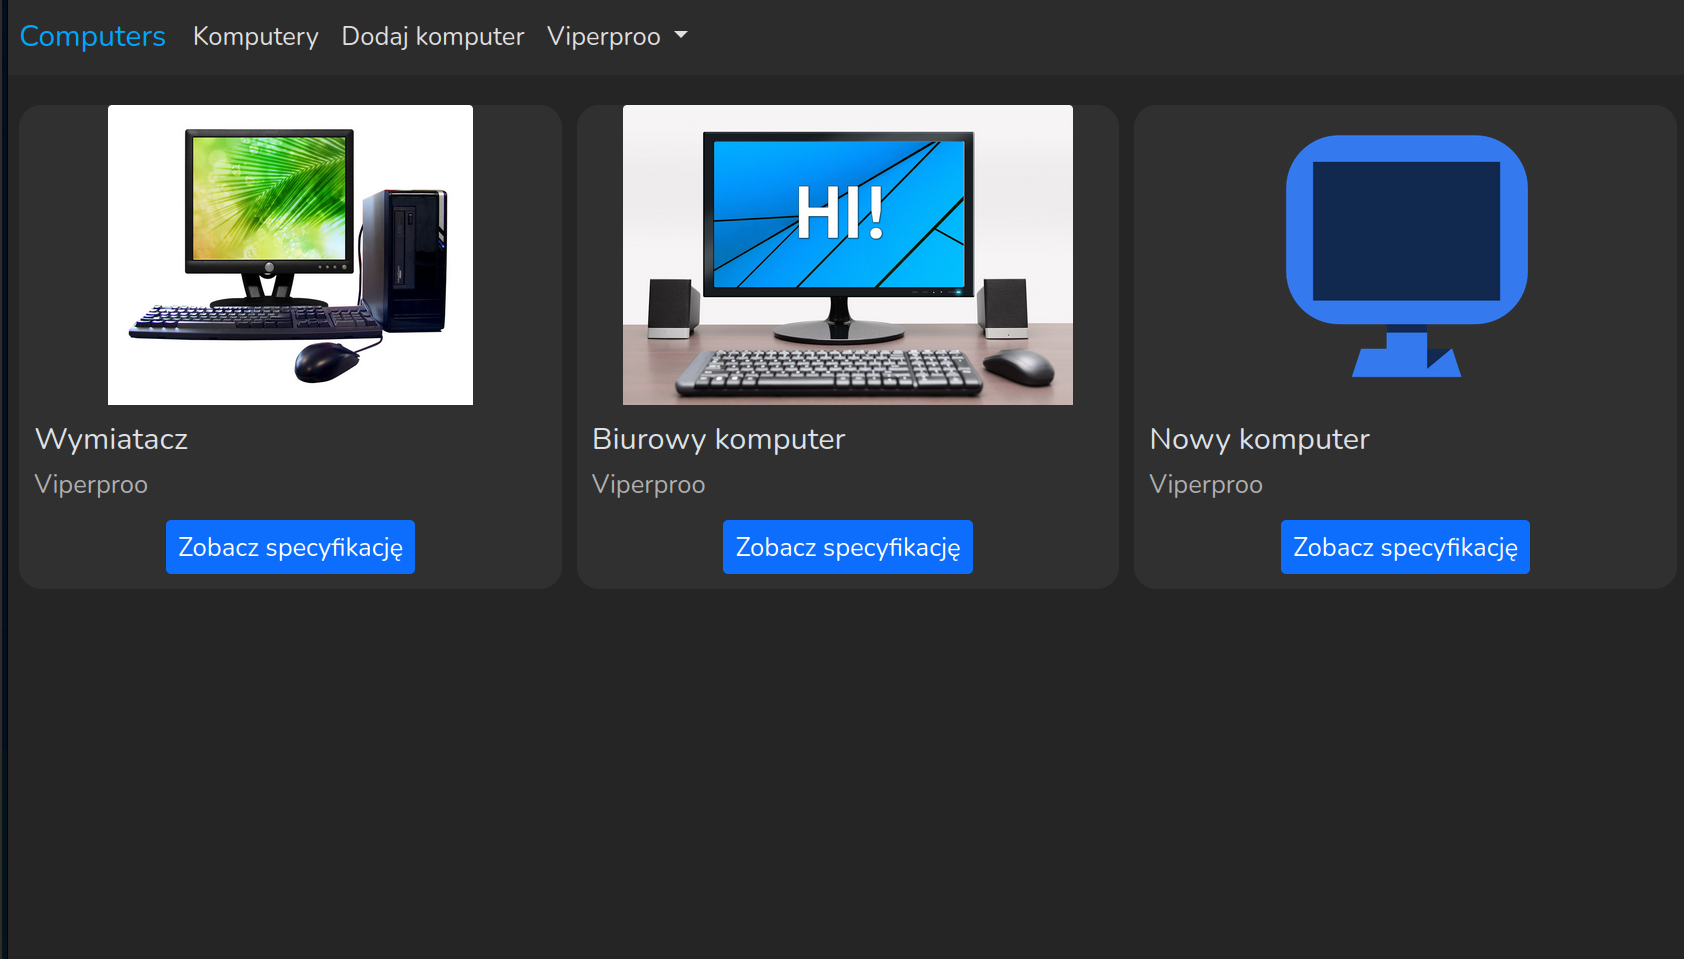 Computers Komputery Dodaj komputer Viperproo
HI!
Wymiatacz
Viperproo
Zobacz specyfikację
Biurowy komputer
Viperproo
Zobacz specyfikację
Nowy komputer
Viperproo
Zobacz specyfikację